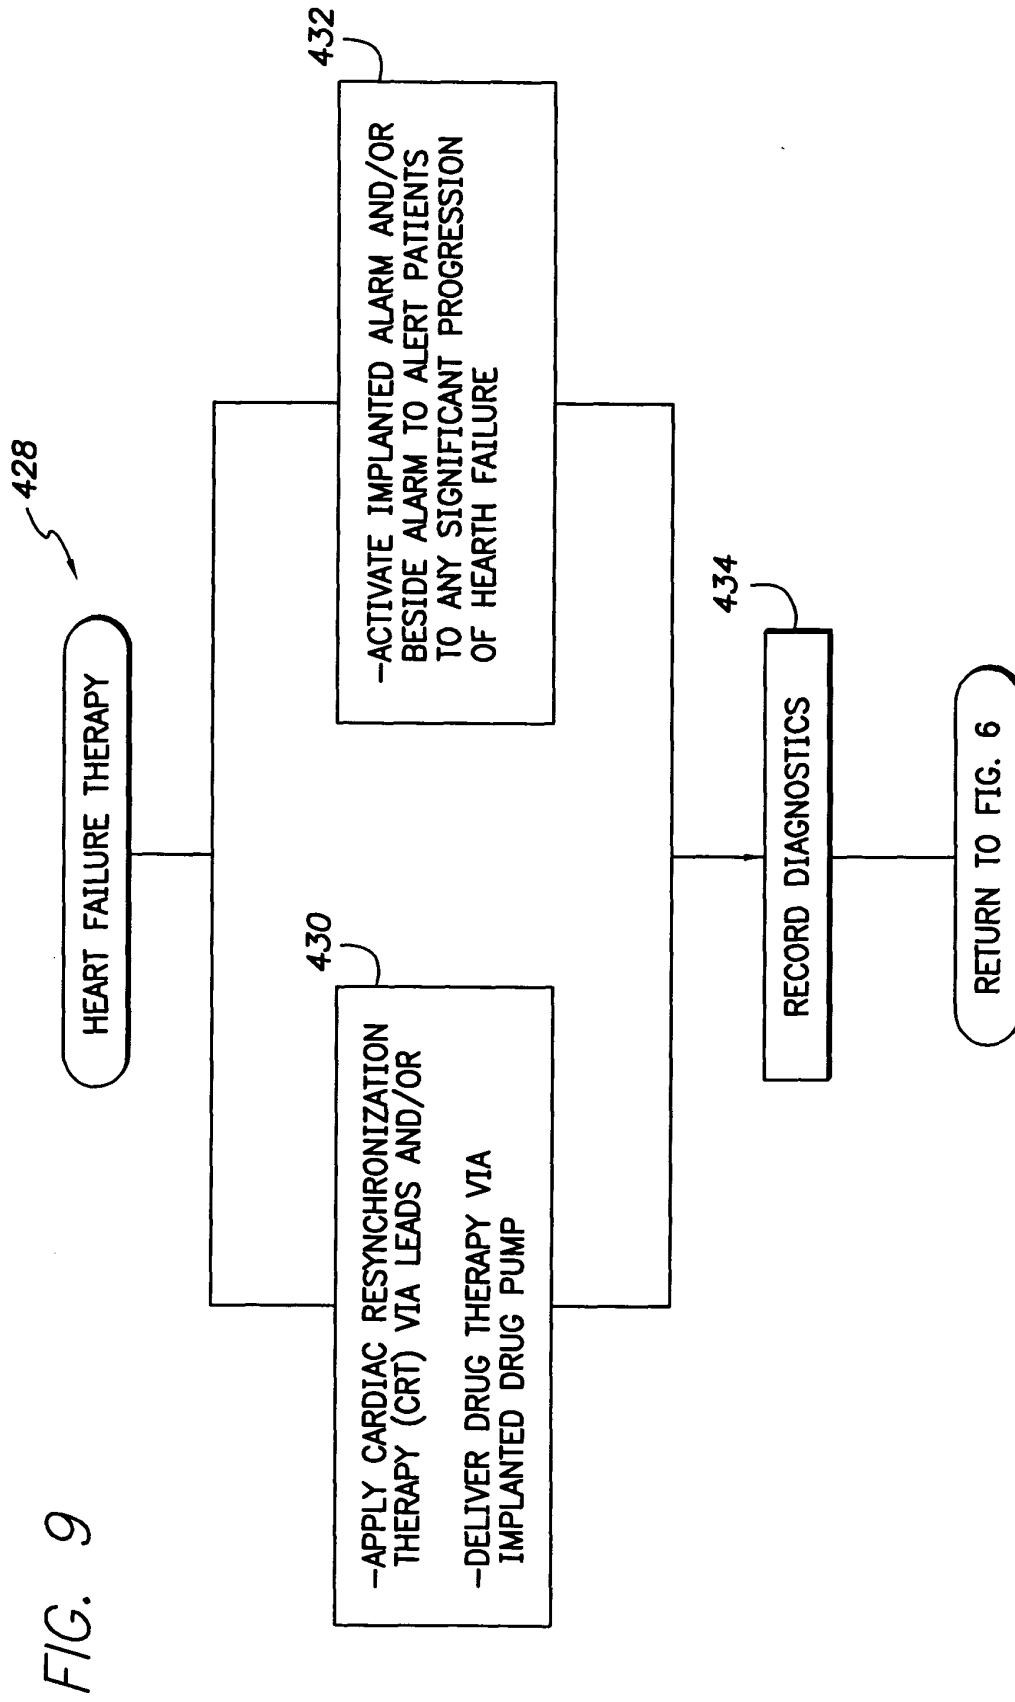 FIG. 9
428
HEART FAILURE THERAPY
430
-APPLY CARDIAC RESYNCHRONIZATION
THERAPY (CRT) VIA LEADS AND/OR
-DELIVER DRUG THERAPY VIA
IMPLANTED DRUG PUMP
432
-ACTIVATE IMPLANTED ALARM AND/OR
BESIDE ALARM TO ALERT PATIENTS
TO ANY SIGNIFICANT PROGRESSION
OF HEARTH FAILURE
434
RECORD DIAGNOSTICS
RETURN TO FIG. 6